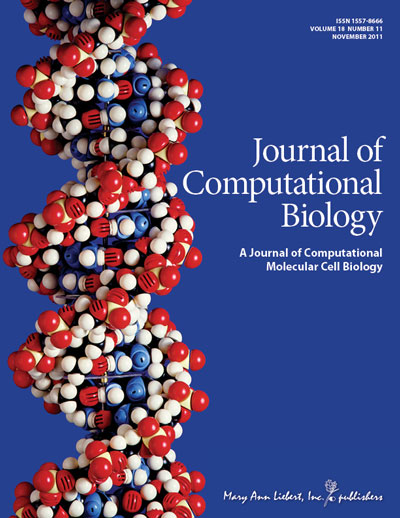 ISSN 1557-8666
VOLUME 18 NUMBER 11
NOVEMBER 2011
Journal of
Computational
Biology
A Journal of Computational
Molecular Cell Biology
Mary Ann Liebert, Inc. publishers